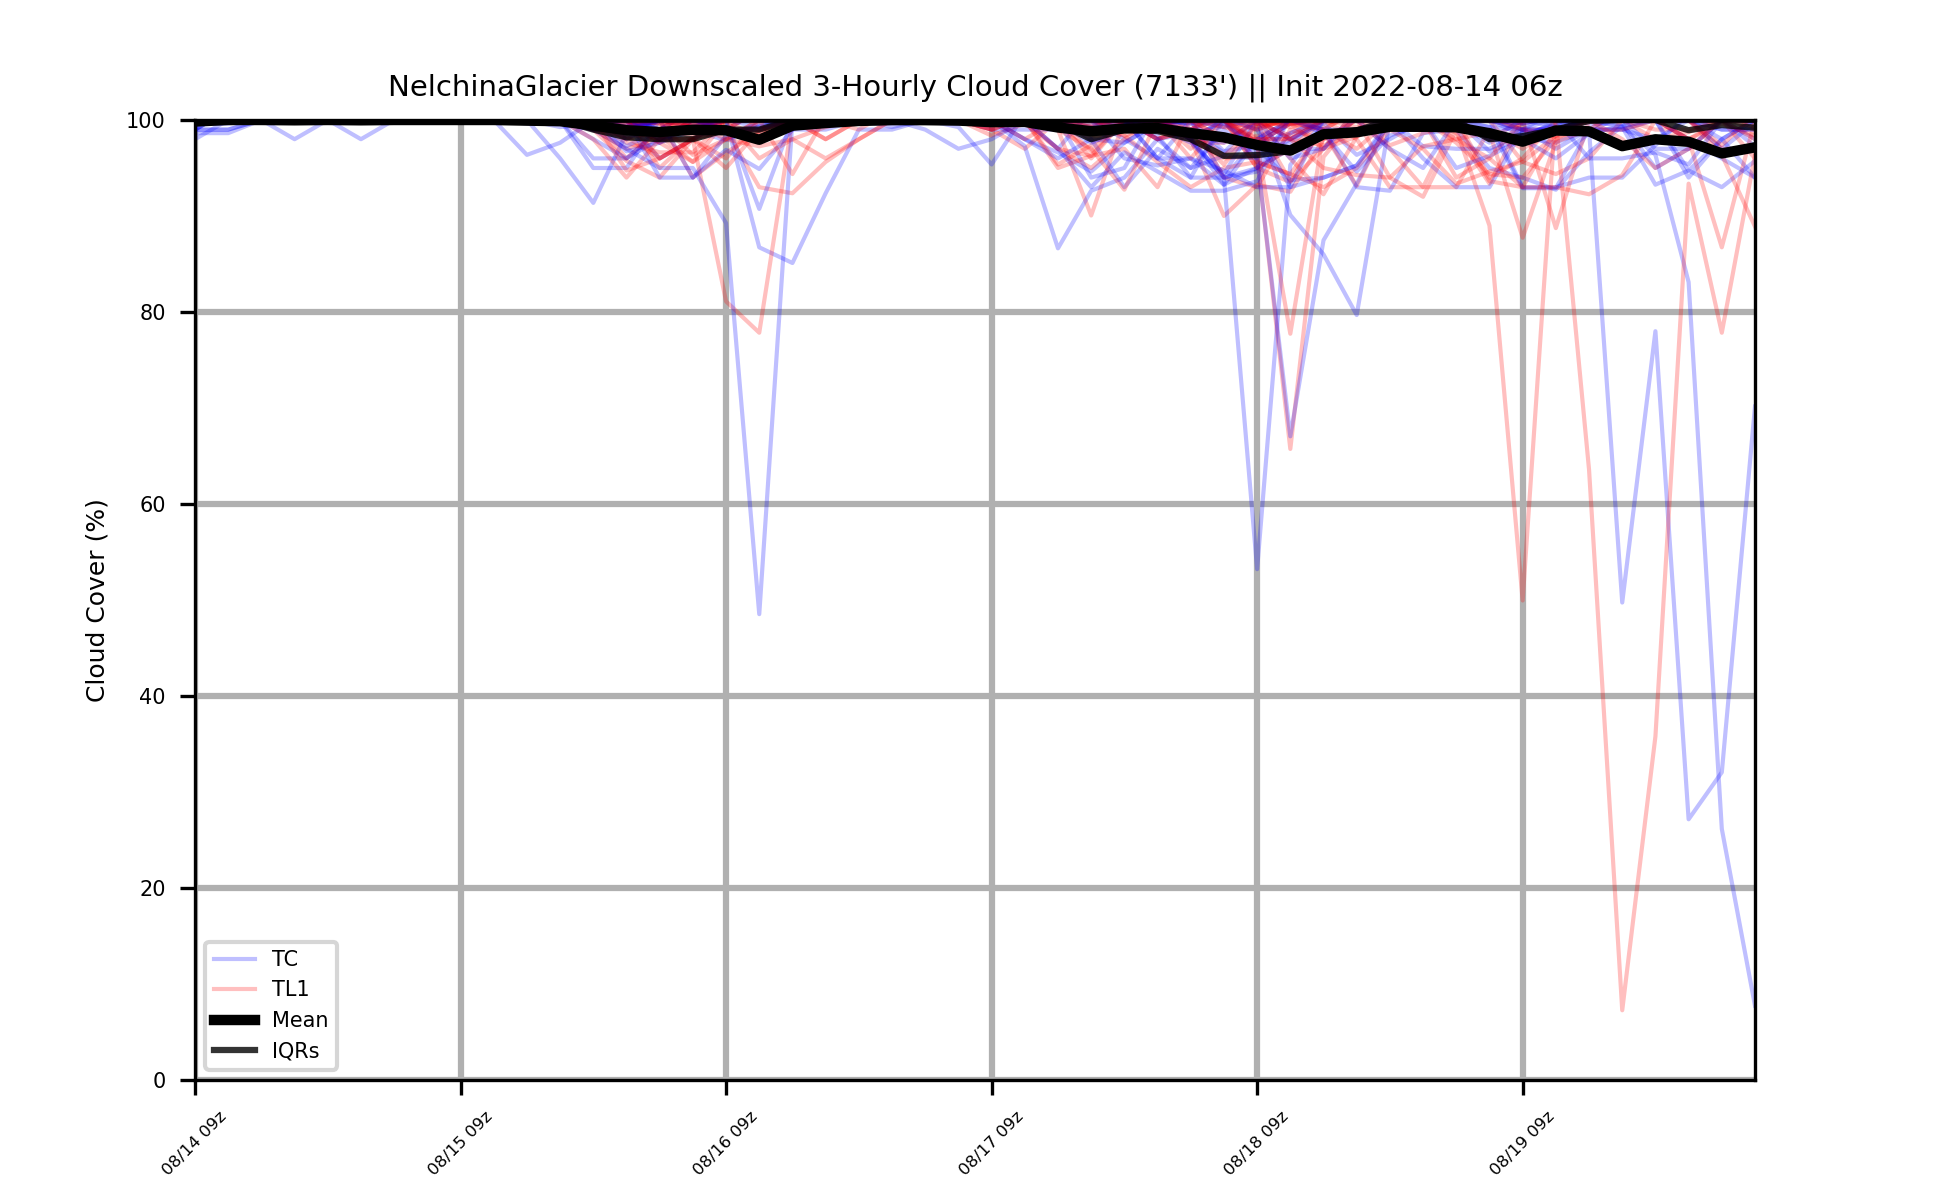 NelchinaGlacier Downscaled 3-Hourly Cloud Cover (7133') || Init 2022-08-14 06z
Cloud Cover (%)
100
80
60
40
20
0
TC
TL1
Mean
IQRs
08/14 09z
08/15 09z
08/16 09z
08/17 09z
08/18 09z
08/19 09z